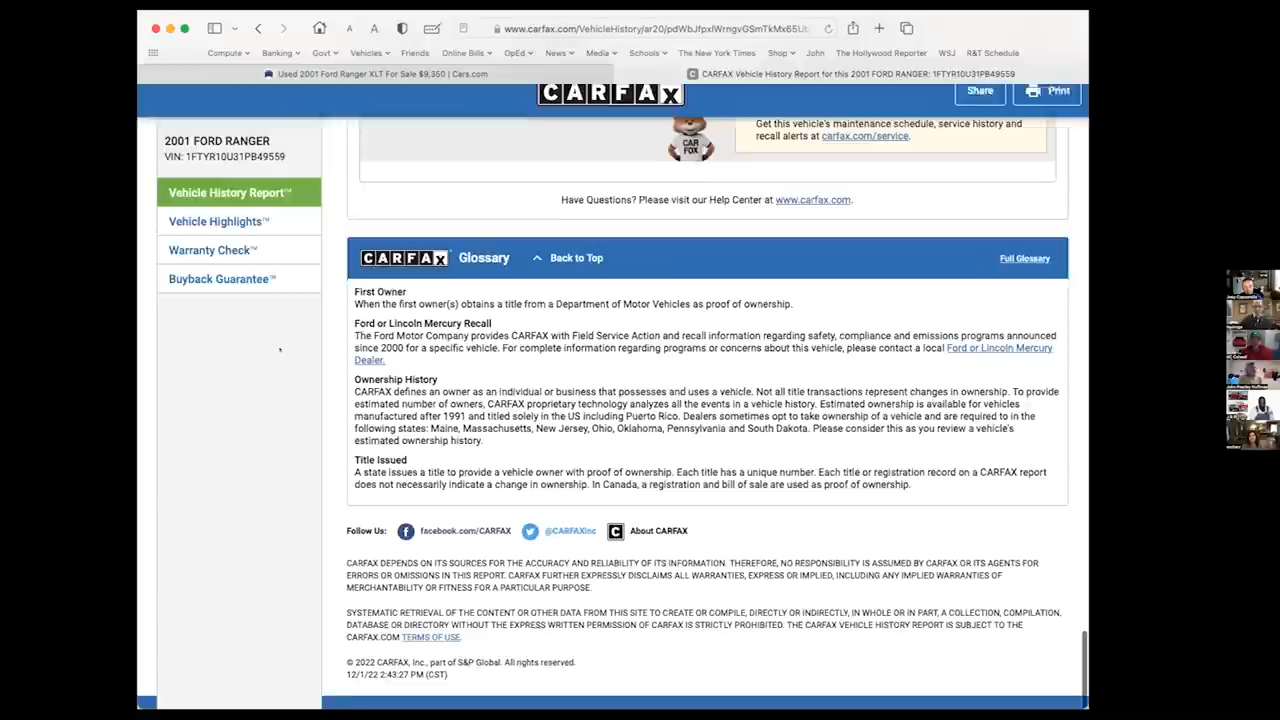 A A www.carfax.com/VehicleHistory/ar20/pdWbJfpxIWrngvGSmTkMx65U
Compute Banking Govt Vehicles Friends Online Bills OpEd News Media Schools The New York Times Shop John The Hollywood Reporter WSJ R&T Schedule
Used 2001 Ford Ranger XLT For Sale $9,350 | Cars.com
CARFAX Vehicle History Report for this 2001 FORD RANGER: 1FTYR10U31PB49559
CARFAX
Share
Print
2001 FORD RANGER
VIN: 1FTYR10U31PB49559
Vehicle History Report™
Vehicle Highlights™
Warranty Check™
Buyback Guarantee™
CAR
FOX
Get this vehicle's maintenance schedule, service history and
recall alerts at carfax.com/service.
Have Questions? Please visit our Help Center at www.carfax.com.
CARFAX Glossary Back to Top Full Glossary
First Owner
When the first owner(s) obtains a title from a Department of Motor Vehicles as proof of ownership.
Ford or Lincoln Mercury Recall
The Ford Motor Company provides CARFAX with Field Service Action and recall information regarding safety, compliance and emissions programs announced
since 2000 for a specific vehicle. For complete information regarding programs or concerns about this vehicle, please contact a local Ford or Lincoln Mercury
Dealer.
Ownership History
CARFAX defines an owner as an individual or business that possesses and uses a vehicle. Not all title transactions represent changes in ownership. To provide
estimated number of owners, CARFAX proprietary technology analyzes all the events in a vehicle history. Estimated ownership is available for vehicles
manufactured after 1991 and titled solely in the US including Puerto Rico. Dealers sometimes opt to take ownership of a vehicle and are required to in the
following states: Maine, Massachusetts, New Jersey, Ohio, Oklahoma, Pennsylvania and South Dakota. Please consider this as you review a vehicle's
estimated ownership history.
Title Issued
A state issues a title to provide a vehicle owner with proof of ownership. Each title has a unique number. Each title or registration record on a CARFAX report
does not necessarily indicate a change in ownership. In Canada, a registration and bill of sale are used as proof of ownership.
Follow Us: facebook.com/CARFAX @CARFAXInc About CARFAX
CARFAX DEPENDS ON ITS SOURCES FOR THE ACCURACY AND RELIABILITY OF ITS INFORMATION. THEREFORE, NO RESPONSIBILITY IS ASSUMED BY CARFAX OR ITS AGENTS FOR
ERRORS OR OMISSIONS IN THIS REPORT. CARFAX FURTHER EXPRESSLY DISCLAIMS ALL WARRANTIES, EXPRESS OR IMPLIED, INCLUDING ANY IMPLIED WARRANTIES OF
MERCHANTABILITY OR FITNESS FOR A PARTICULAR PURPOSE.
SYSTEMATIC RETRIEVAL OF THE CONTENT OR OTHER DATA FROM THIS SITE TO CREATE OR COMPILE, DIRECTLY OR INDIRECTLY, IN WHOLE OR IN PART, A COLLECTION, COMPILATION,
DATABASE OR DIRECTORY WITHOUT THE EXPRESS WRITTEN PERMISSION OF CARFAX IS STRICTLY PROHIBITED. THE CARFAX VEHICLE HISTORY REPORT IS SUBJECT TO THE
CARFAX.COM TERMS OF USE.
© 2022 CARFAX, Inc., part of S&P Global. All rights reserved.
12/1/22 2:43:27 PM (CST)